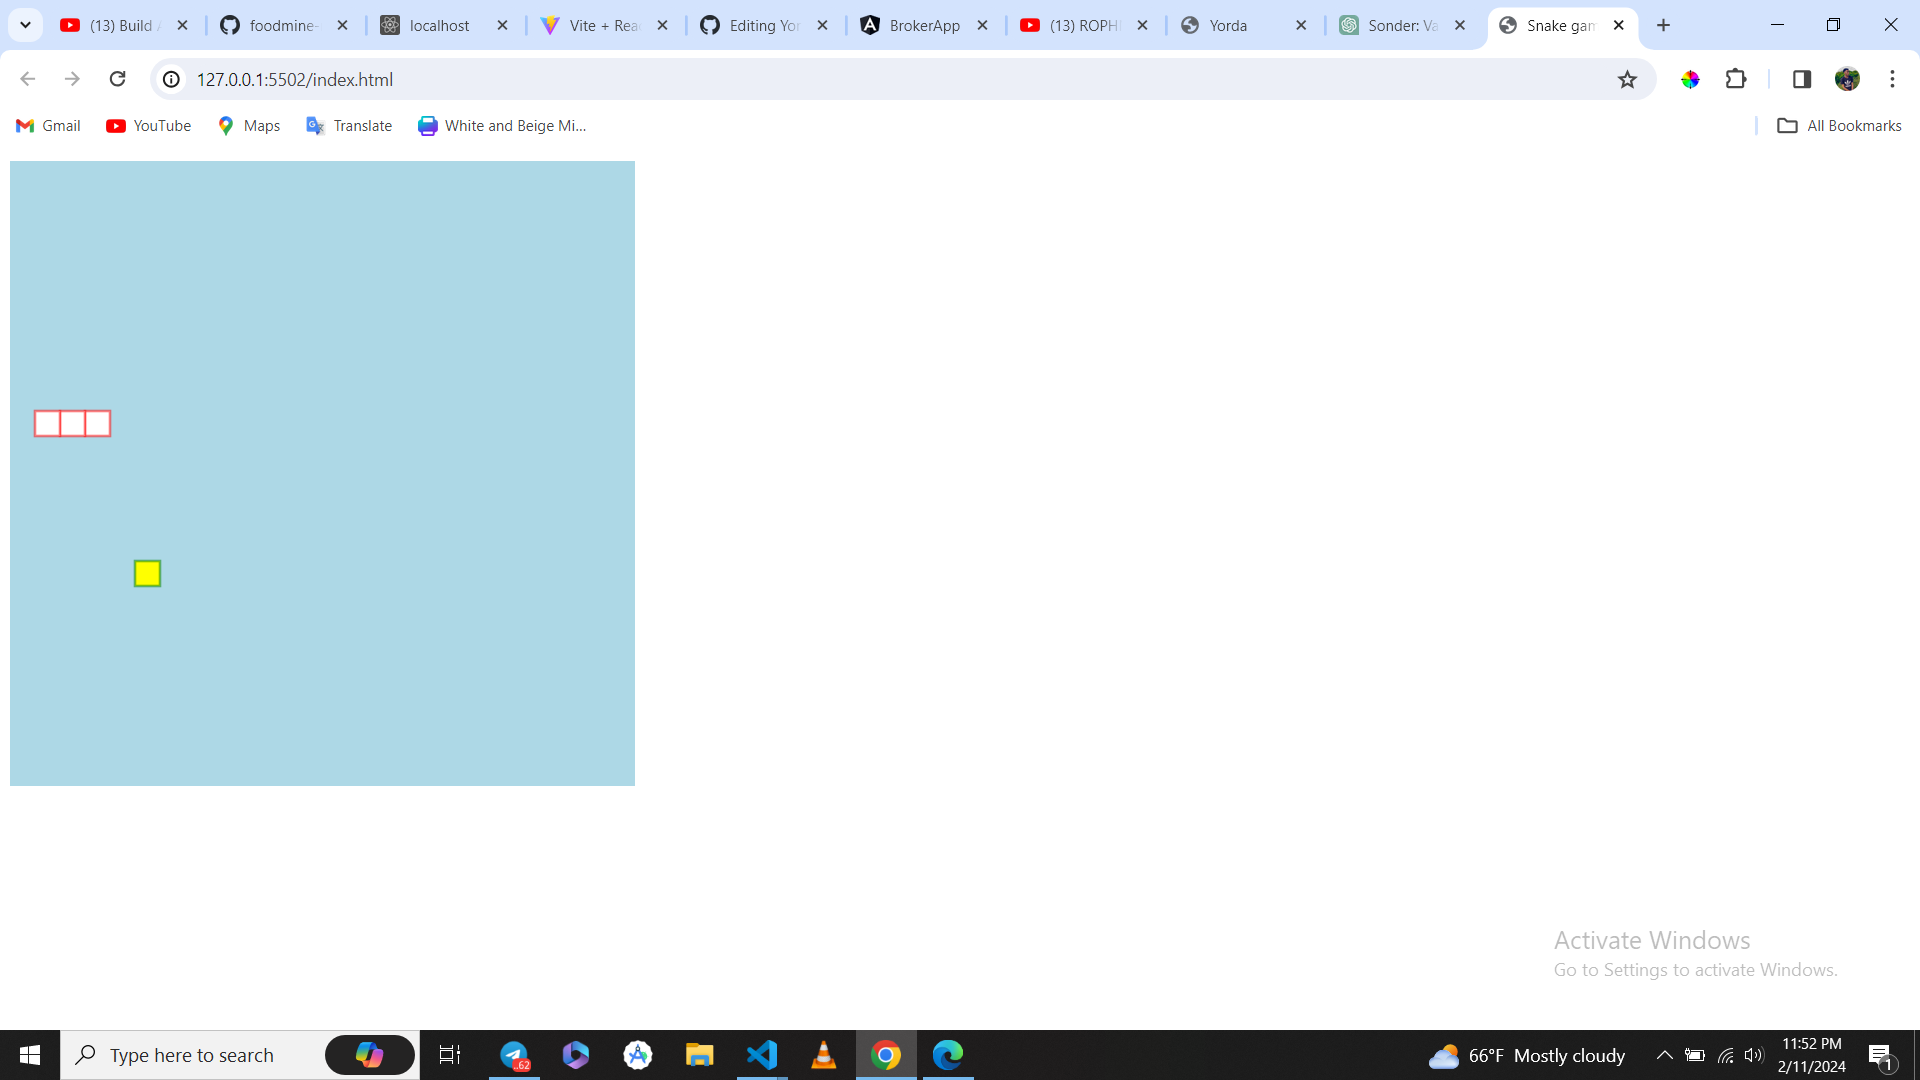 (13) Build
foodmine-
localhost
Vite + Rea
Editing Yor
BrokerApp
(13) ROPH
Yorda
Sonder: Va
Snake gam
127.0.0.1:5502/index.html
Gmail
YouTube
Maps
Translate
White and Beige Mi...
All Bookmarks
Activate Windows
Go to Settings to activate Windows.
Type here to search
..62
66°F Mostly cloudy
11:52 PM
2/11/2024
1